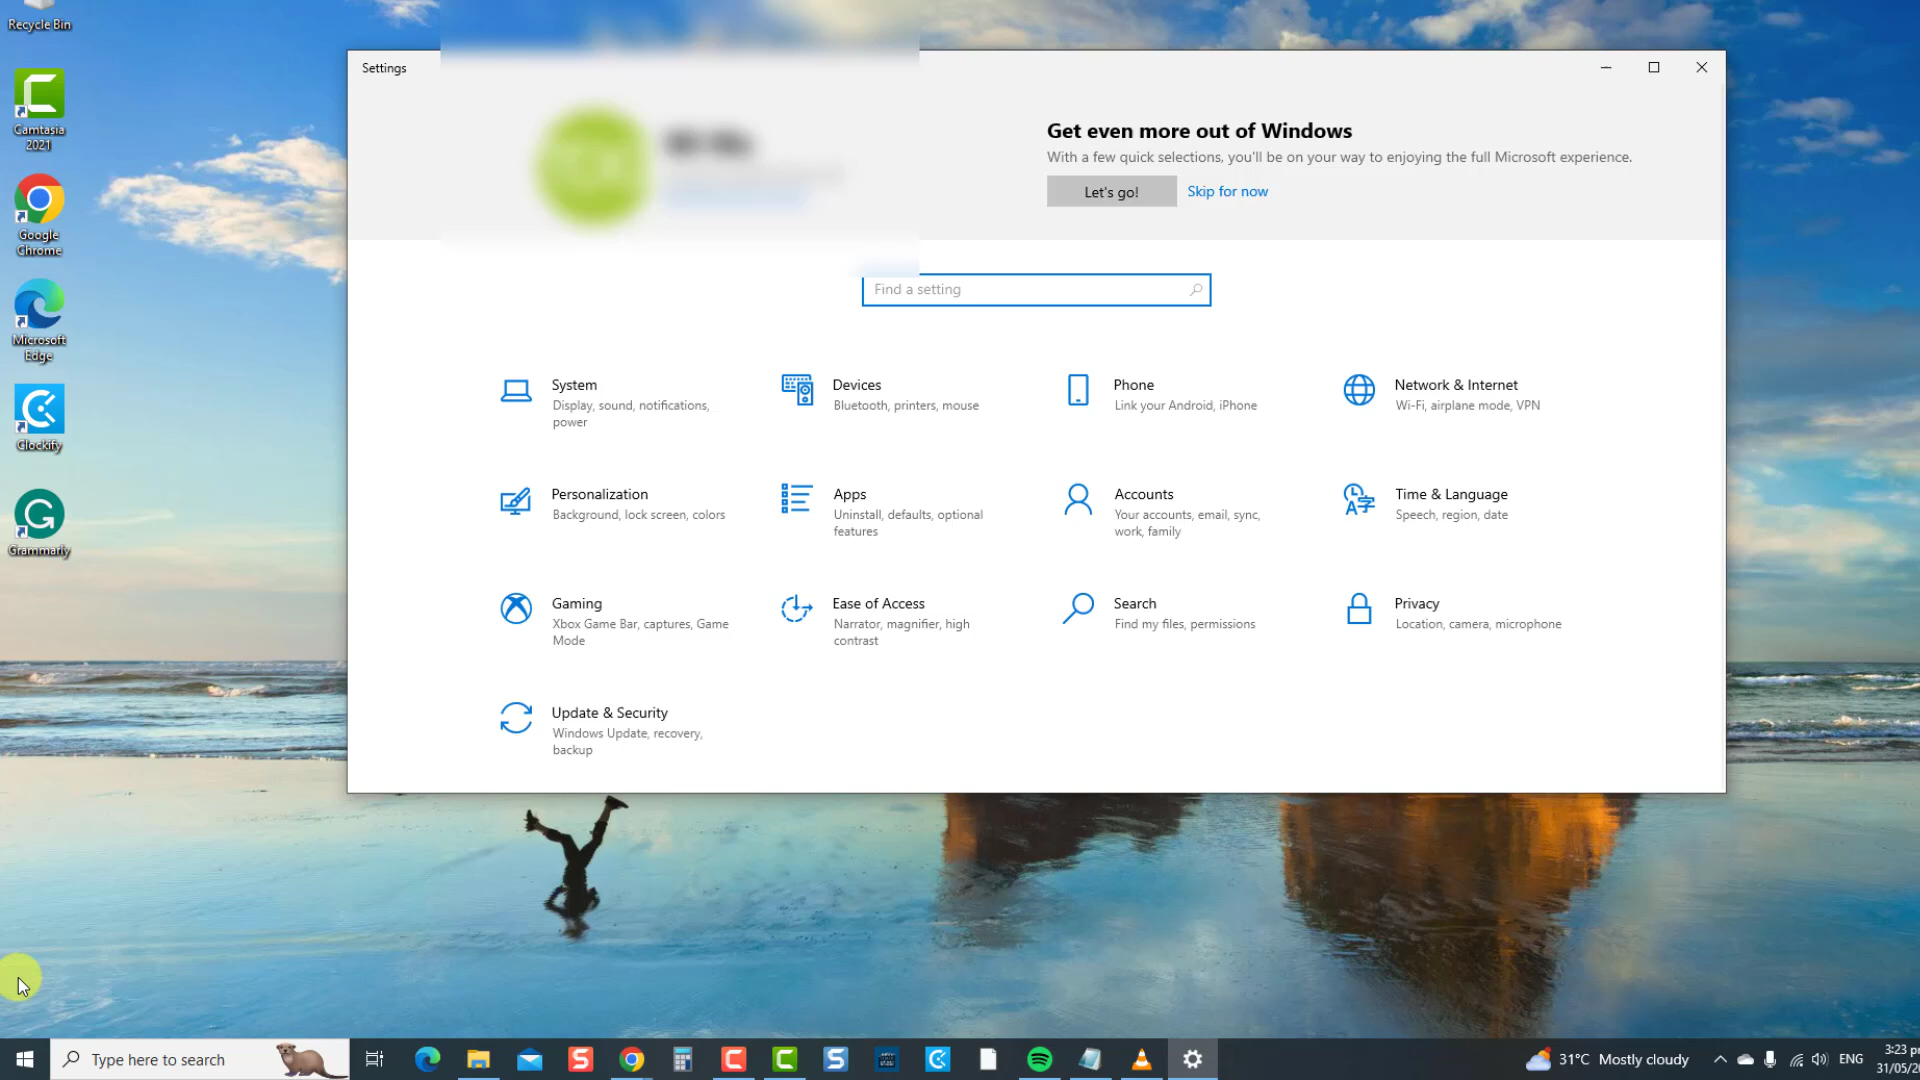 Recycle Bin
Camtasia
2021
Google
Chrome
Microsoft
Edge
Clockify
Grammarly
Settings
Get even more out of Windows
With a few quick selections, you'll be on your way to enjoying the full Microsoft experience.
Let's go!
Skip for now
Find a setting
System
Display, sound, notifications,
power
Devices
Bluetooth, printers, mouse
Phone
Link your Android, iPhone
Network & Internet
Wi-Fi, airplane mode, VPN
Personalization
Background, lock screen, colors
Apps
Uninstall, defaults, optional
features
Accounts
Your accounts, email, sync,
work, family
Time & Language
Speech, region, date
Gaming
Xbox Game Bar, captures, Game
Mode
Ease of Access
Narrator, magnifier, high
contrast
Search
Find my files, permissions
Privacy
Location, camera, microphone
Update & Security
Windows Update, recovery,
backup
Type here to search
31°C Mostly cloudy
ENG
3:23
31/05/